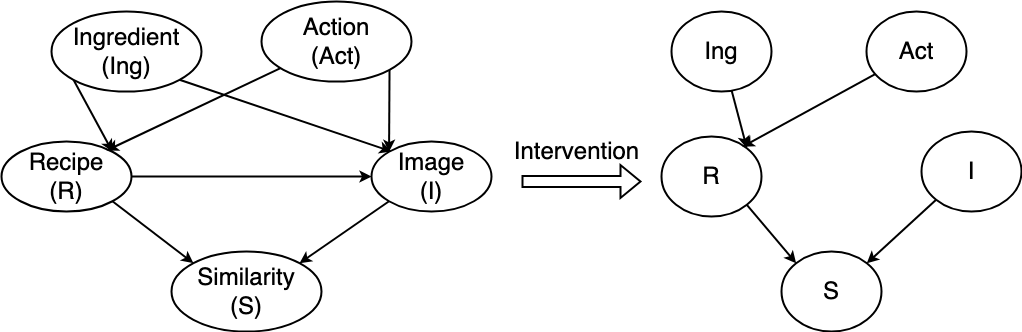 Ingredient
(Ing)
Action
(Act)
Recipe
(R)
Image
(I)
Similarity
(S)
Intervention
Ing
Act
R
I
S